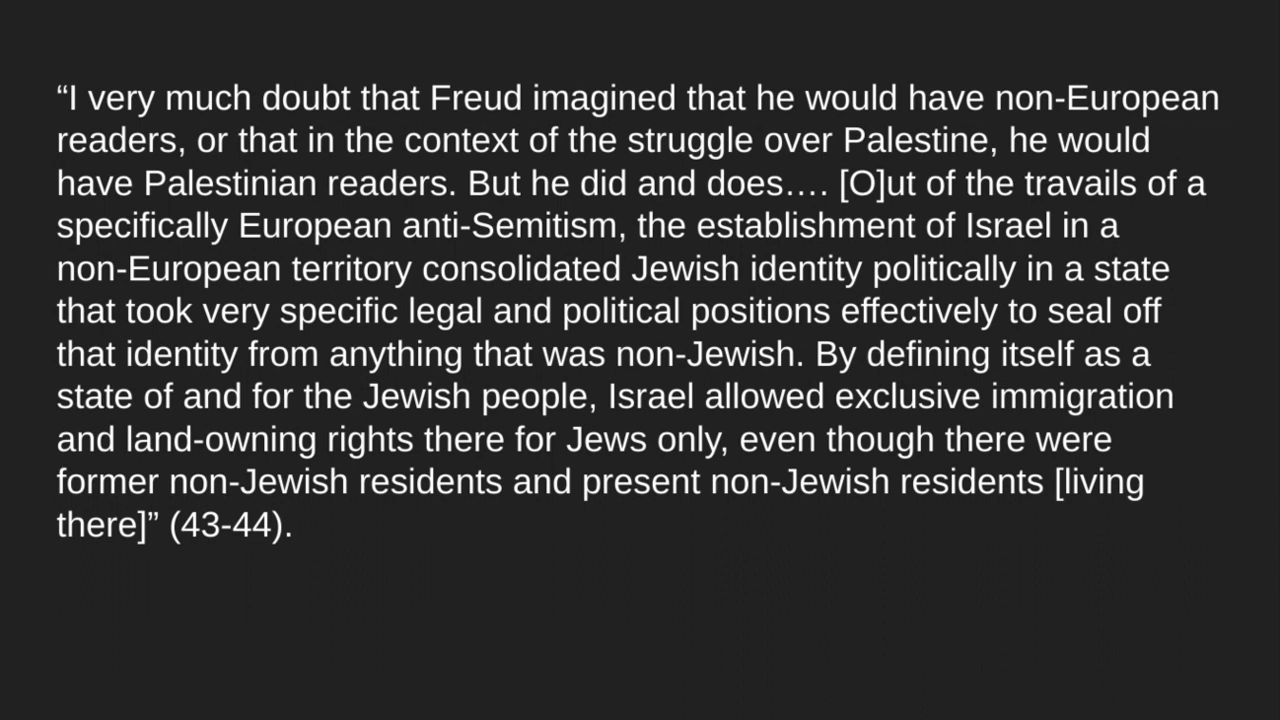 “I very much doubt that Freud imagined that he would have non-European
readers, or that in the context of the struggle over Palestine, he would
have Palestinian readers. But he did and does…. [O]ut of the travails of a
specifically European anti-Semitism, the establishment of Israel in a
non-European territory consolidated Jewish identity politically in a state
that took very specific legal and political positions effectively to seal off
that identity from anything that was non-Jewish. By defining itself as a
state of and for the Jewish people, Israel allowed exclusive immigration
and land-owning rights there for Jews only, even though there were
former non-Jewish residents and present non-Jewish residents [living
there]” (43-44).